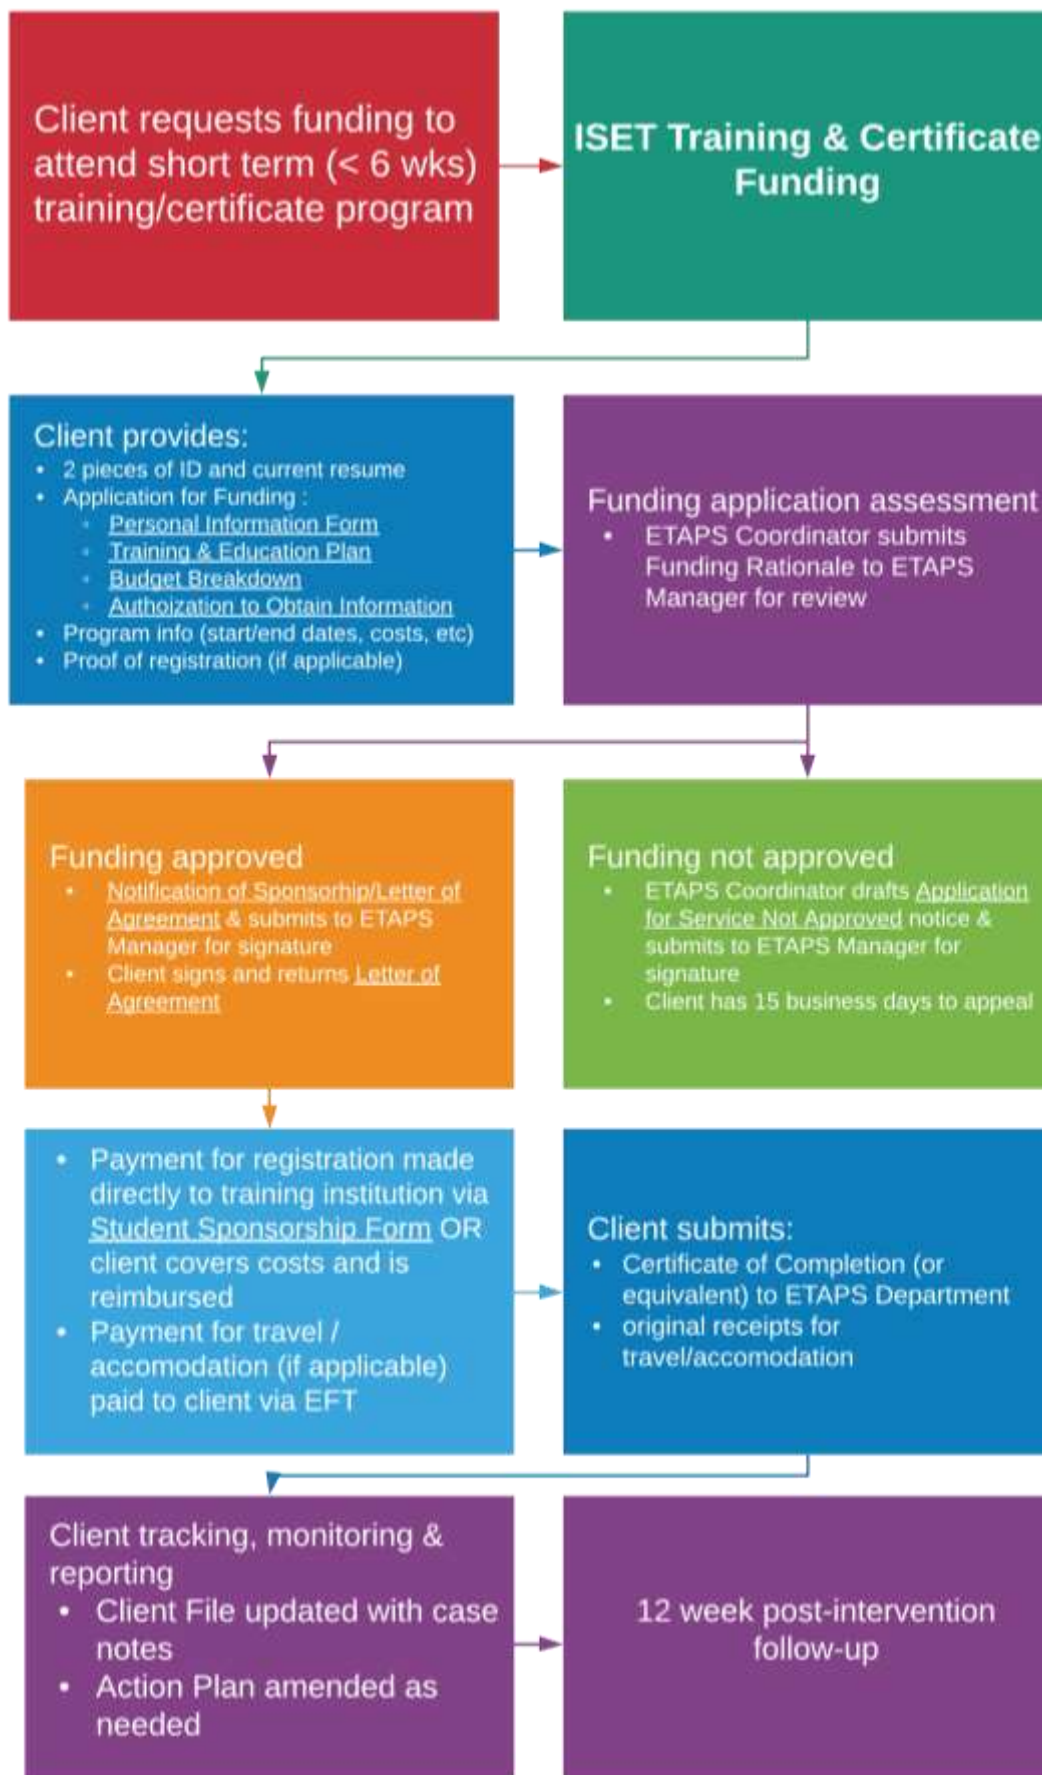 Client requests funding to
attend short term (< 6 wks)
training/certificate program
ISET Training & Certificate
Funding
Client provides:
• 2 pieces of ID and current resume
• Application for Funding :
◦ Personal Information Form
◦ Training & Education Plan
◦ Budget Breakdown
◦ Authoization to Obtain Information
• Program info (start/end dates, costs, etc)
• Proof of registration (if applicable)
Funding application assessment
• ETAPS Coordinator submits
Funding Rationale to ETAPS
Manager for review
Funding approved
• Notification of Sponsorhip/Letter of
Agreement & submits to ETAPS
Manager for signature
• Client signs and returns Letter of
Agreement
Funding not approved
• ETAPS Coordinator drafts Application
for Service Not Approved notice &
submits to ETAPS Manager for
signature
• Client has 15 business days to appeal
• Payment for registration made
directly to training institution via
Student Sponsorship Form OR
client covers costs and is
reimbursed
• Payment for travel /
accomodation (if applicable)
paid to client via EFT
Client submits:
• Certificate of Completion (or
equivalent) to ETAPS Department
• original receipts for
travel/accomodation
Client tracking, monitoring &
reporting
• Client File updated with case
notes
• Action Plan amended as
needed
12 week post-intervention
follow-up